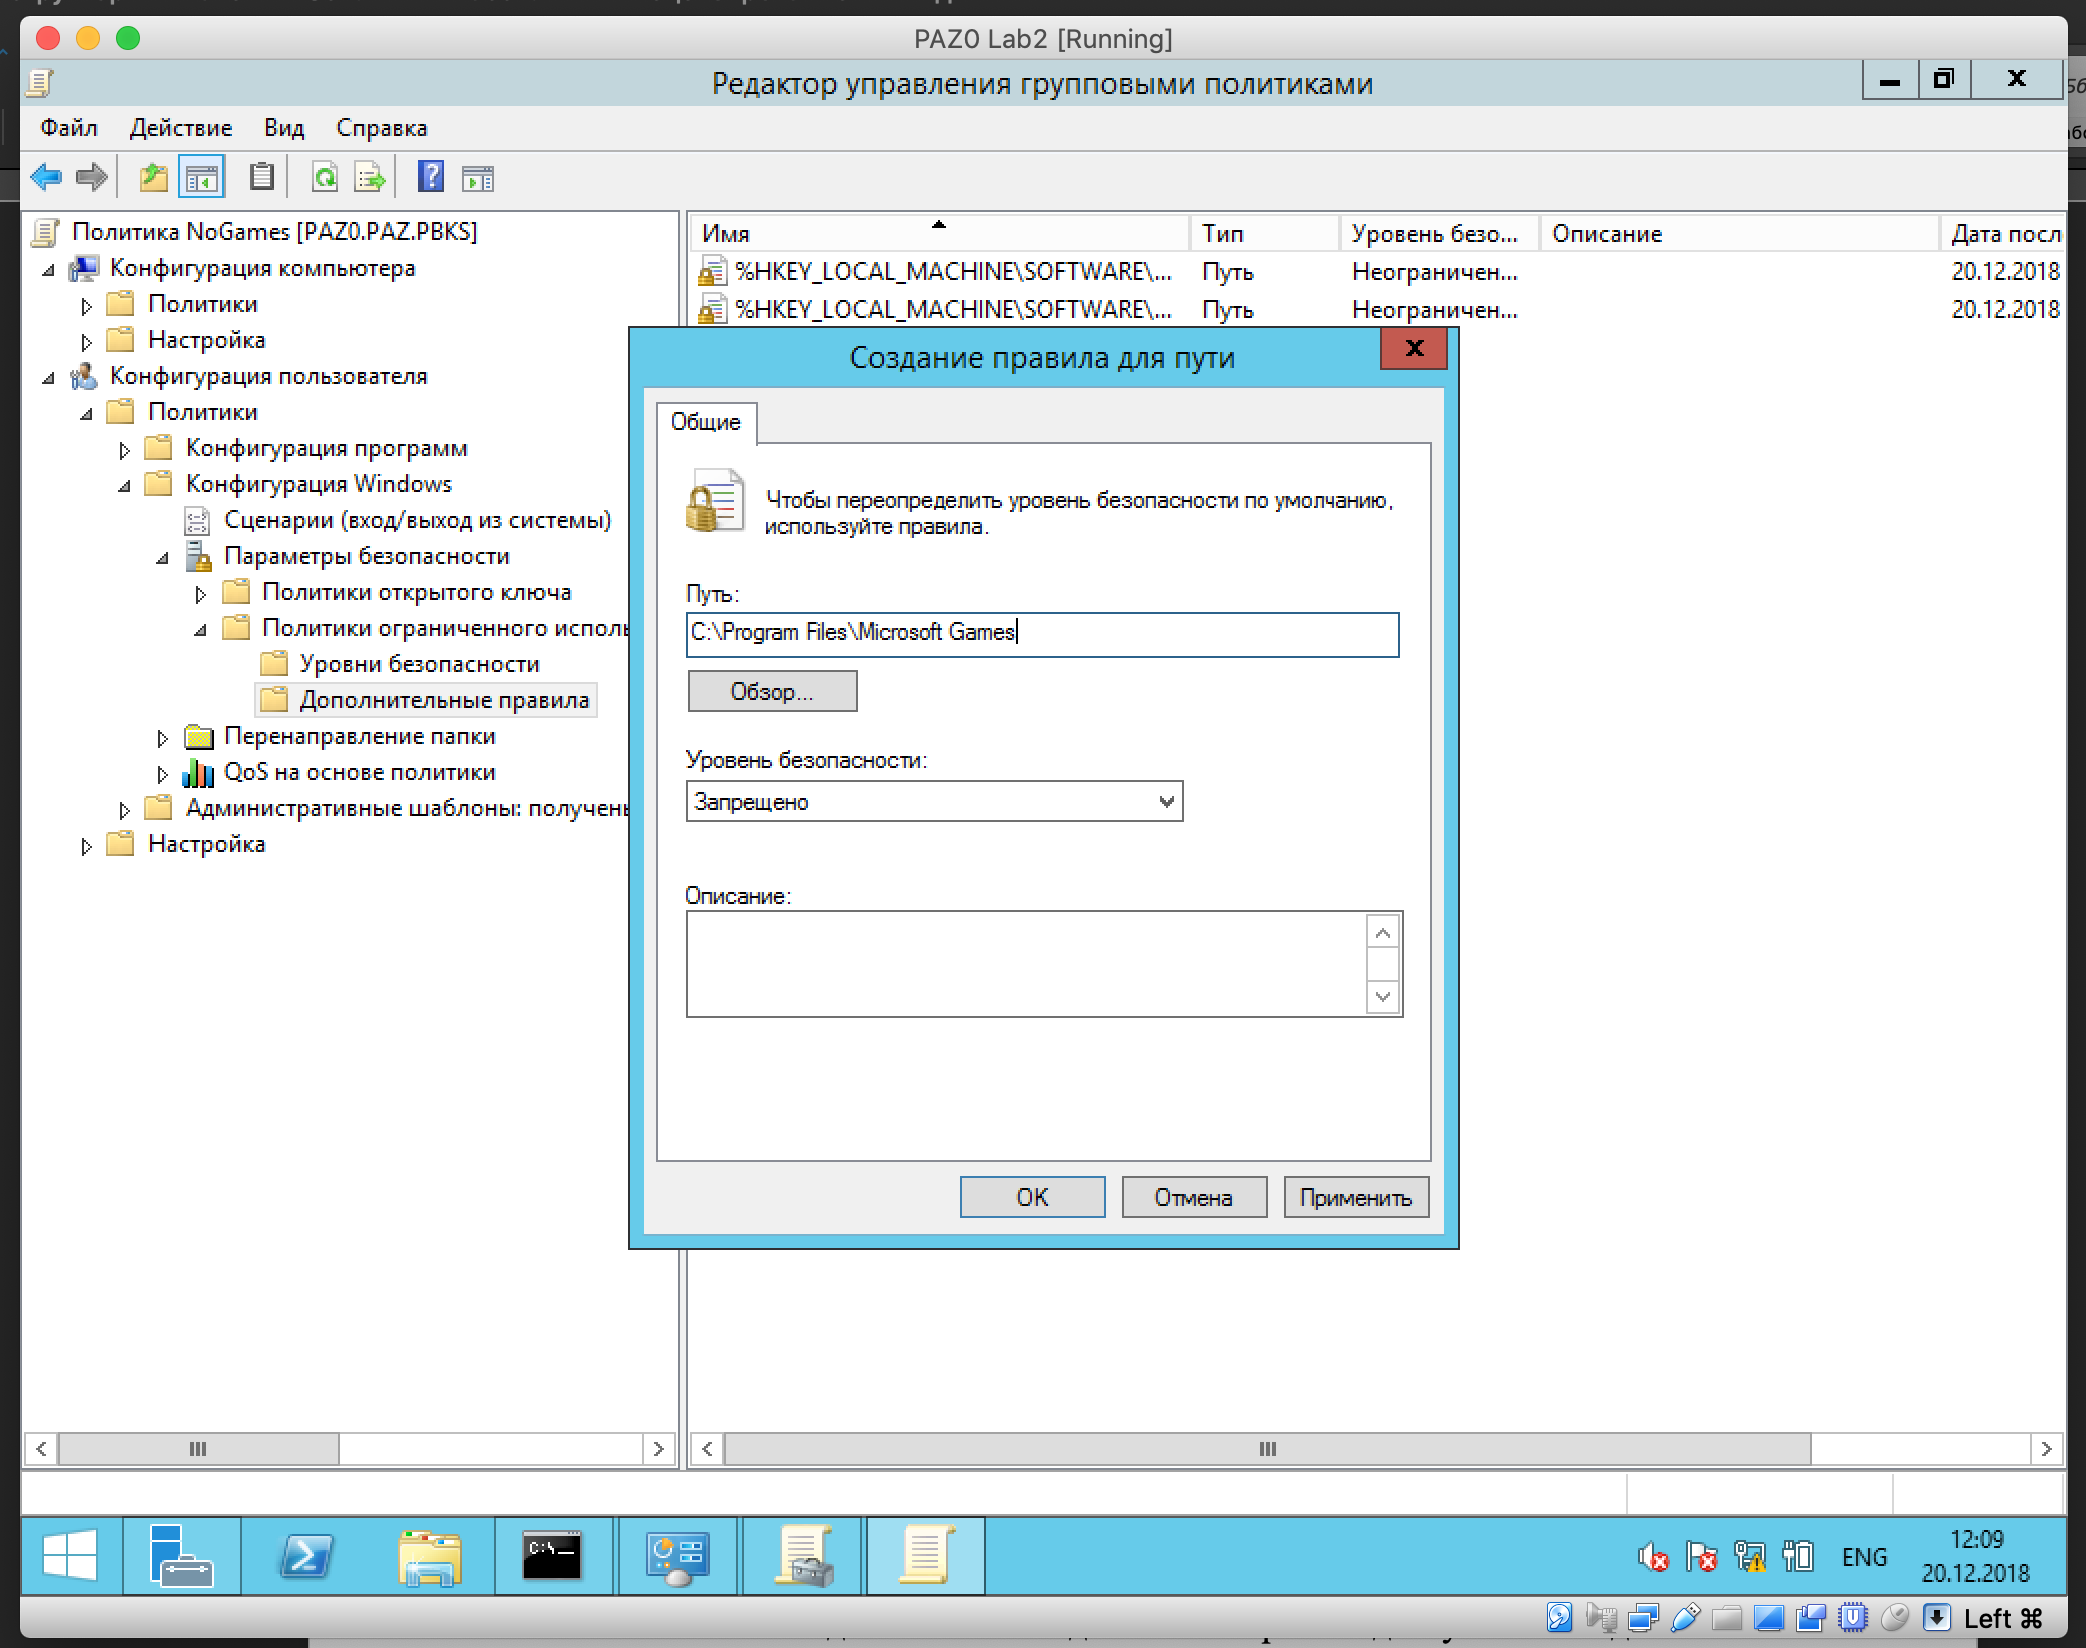 PAZ0 Lab2 [Running]
Редактор управления групповыми политиками
Файл Действие Вид Справка
Политика NoGames [PAZ0.PAZ.PBKS]
Конфигурация компьютера
Политики
Настройка
Конфигурация пользователя
Политики
Конфигурация программ
Конфигурация Windows
Сценарии (вход/выход из системы)
Параметры безопасности
Политики открытого ключа
Политики ограниченного исполь
Уровни безопасности
Дополнительные правила
Перенаправление папки
QoS на основе политики
Административные шаблоны: получень
Настройка
Имя Тип Уровень безо... Описание Дата посл
%HKEY_LOCAL_MACHINE\SOFTWARE\... Путь Неограничен... 20.12.2018
%HKEY_LOCAL_MACHINE\SOFTWARE\... Путь Неограничен... 20.12.2018
Создание правила для пути
Общие
Чтобы переопределить уровень безопасности по умолчанию,
используйте правила.
Путь:
C:\Program Files\Microsoft Games
Обзор...
Уровень безопасности:
Запрещено
Описание:
OK Отмена Применить
C:\
ENG
12:09
20.12.2018
Left ⌘